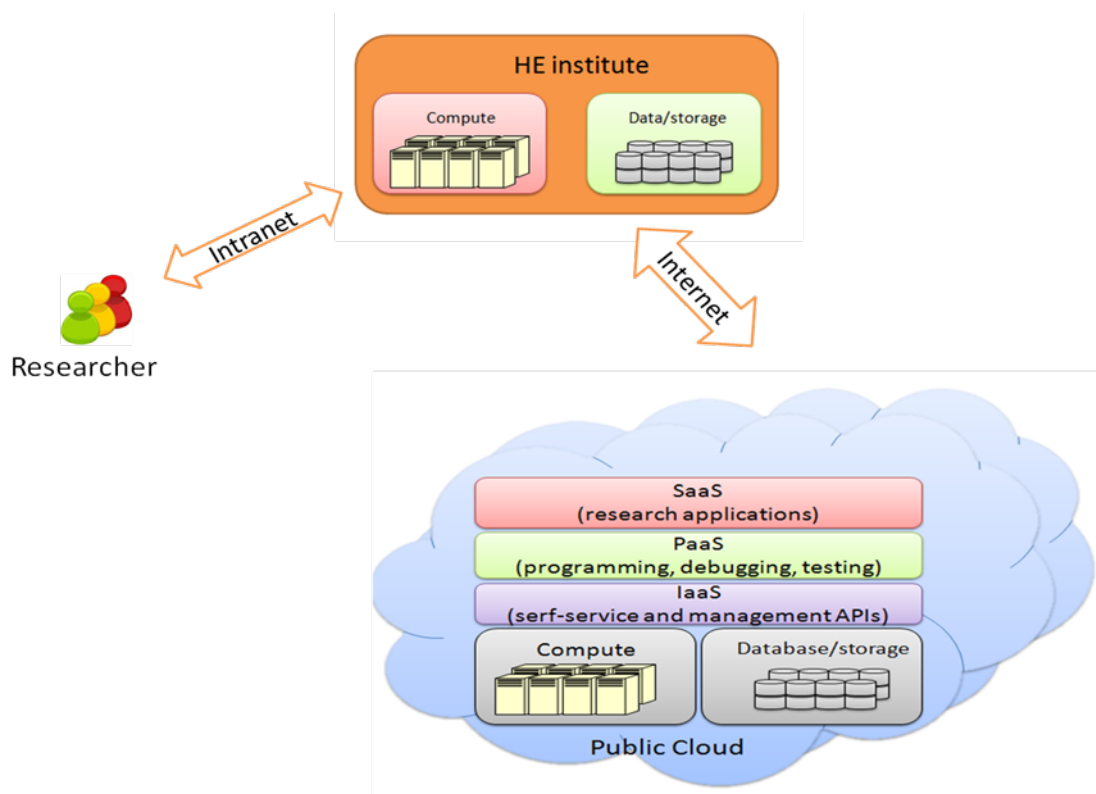 HE institute
Compute
Data/storage
Intranet
Internet
Researcher
SaaS
(research applications)
PaaS
(programming, debugging, testing)
IaaS
(serf-service and management APIs)
Compute
Database/storage
Public Cloud